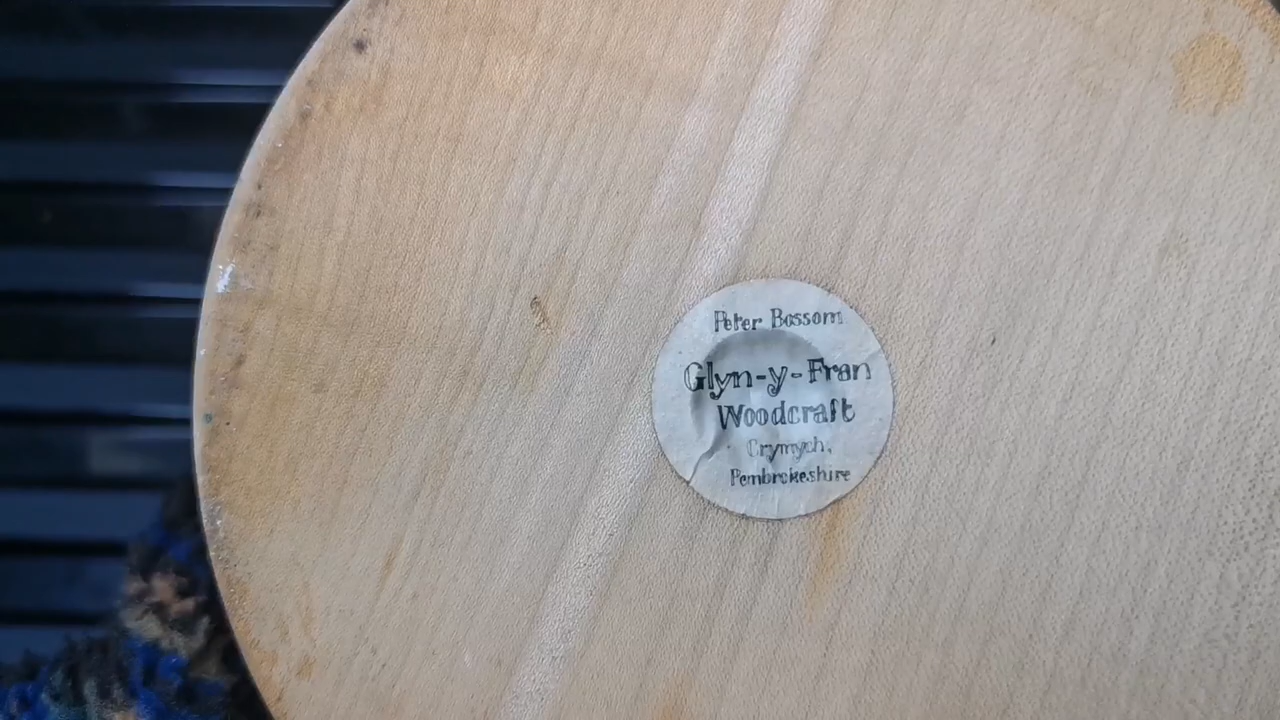 Peter Bossom
Glyn-y-Fran
Woodcraft
Crymych,
Pembrokeshire